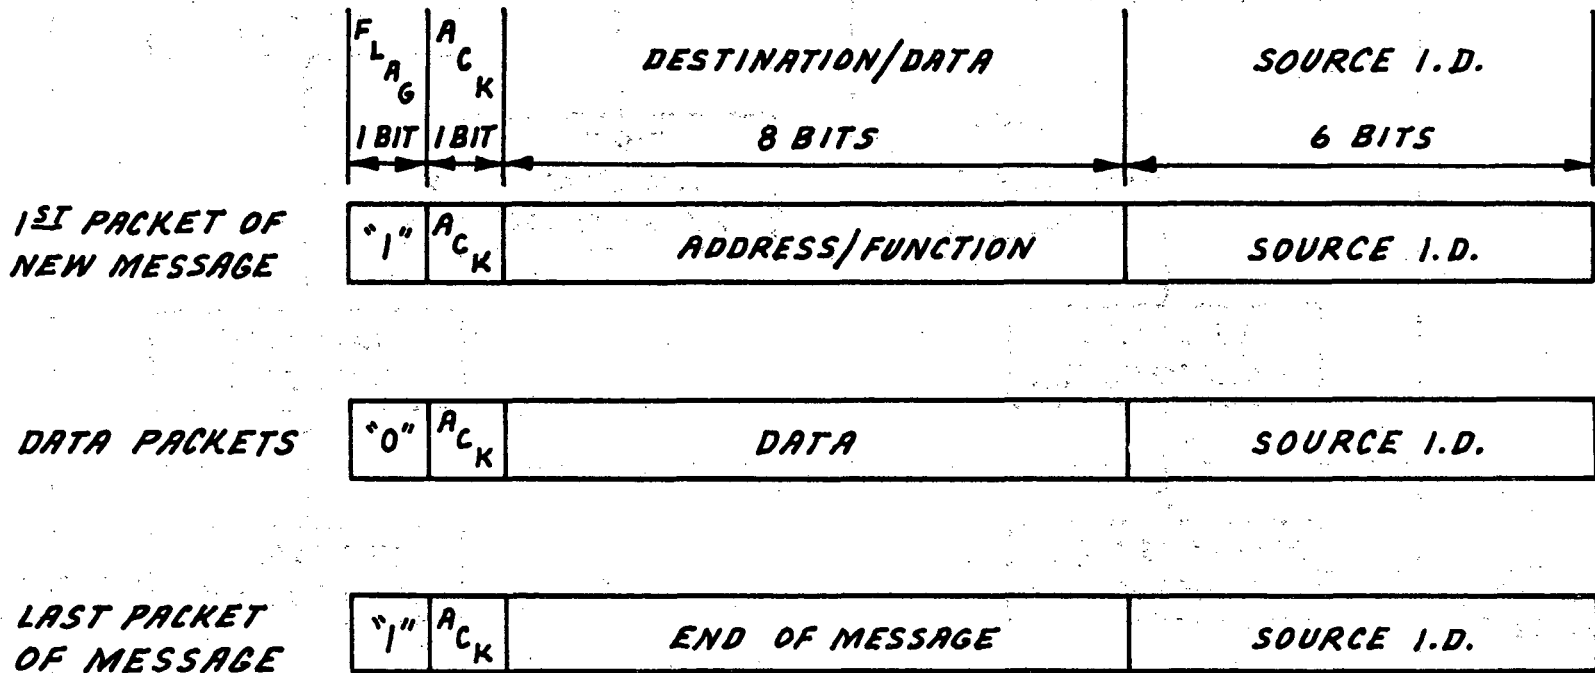 FLAG ACK DESTINATION/DATA SOURCE I.D.
1 BIT 1 BIT 8 BITS 6 BITS
1ST PACKET OF
NEW MESSAGE
"1" ACK ADDRESS/FUNCTION SOURCE I.D.
DATA PACKETS "0" ACK DATA SOURCE I.D.
LAST PACKET
OF MESSAGE
"1" ACK END OF MESSAGE SOURCE I.D.